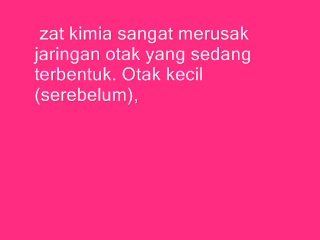 zat kimia sangat merusak
jaringan otak yang sedang
terbentuk. Otak kecil
(serebelum),